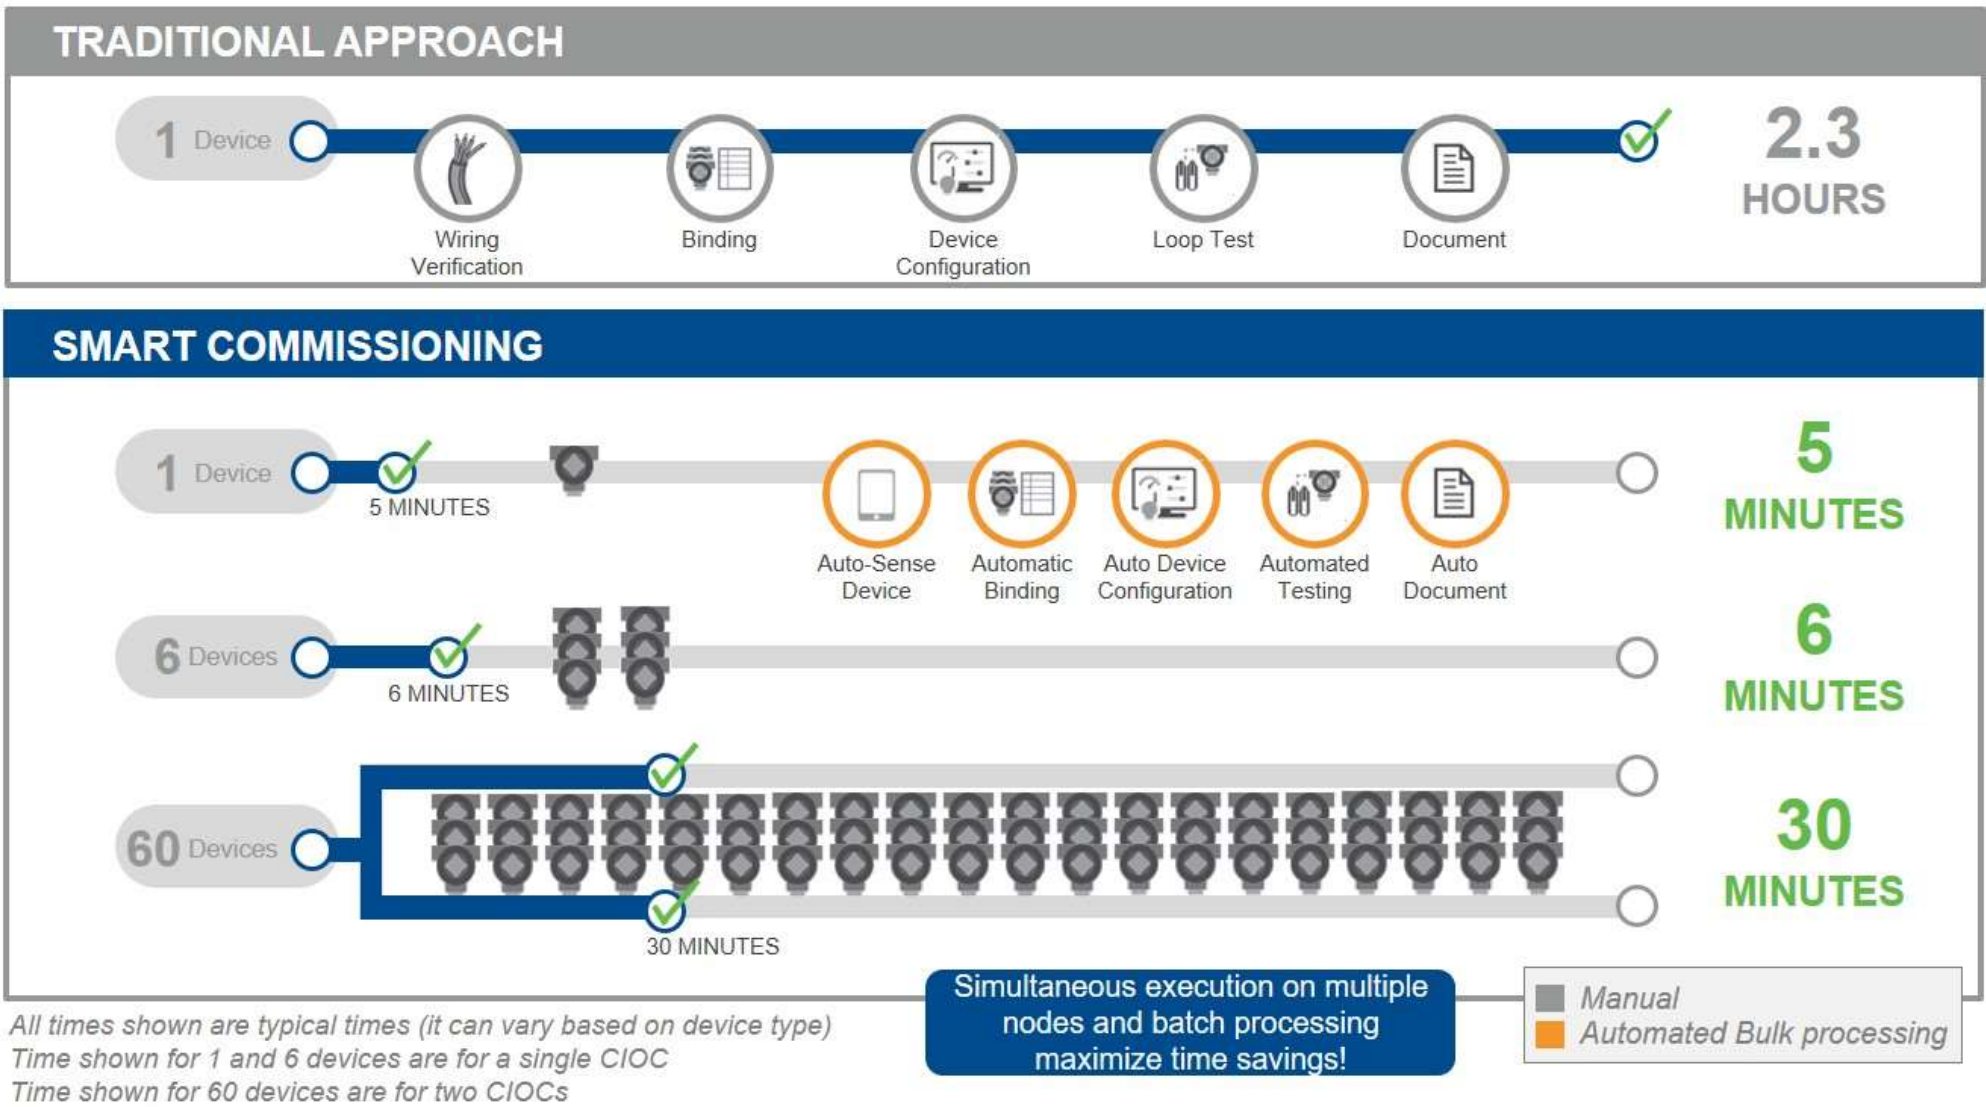 TRADITIONAL APPROACH
1 Device
2.3
HOURS
Wiring
Verification
Binding
Device
Configuration
Loop Test
Document
SMART COMMISSIONING
1 Device
5 MINUTES
5
MINUTES
Auto-Sense
Device
Automatic
Binding
Auto Device
Configuration
Automated
Testing
Auto
Document
6 Devices
6 MINUTES
6
MINUTES
60 Devices
30 MINUTES
30
MINUTES
Simultaneous execution on multiple
nodes and batch processing
maximize time savings!
Manual
Automated Bulk processing
All times shown are typical times (it can vary based on device type)
Time shown for 1 and 6 devices are for a single CIOC
Time shown for 60 devices are for two CIOCs